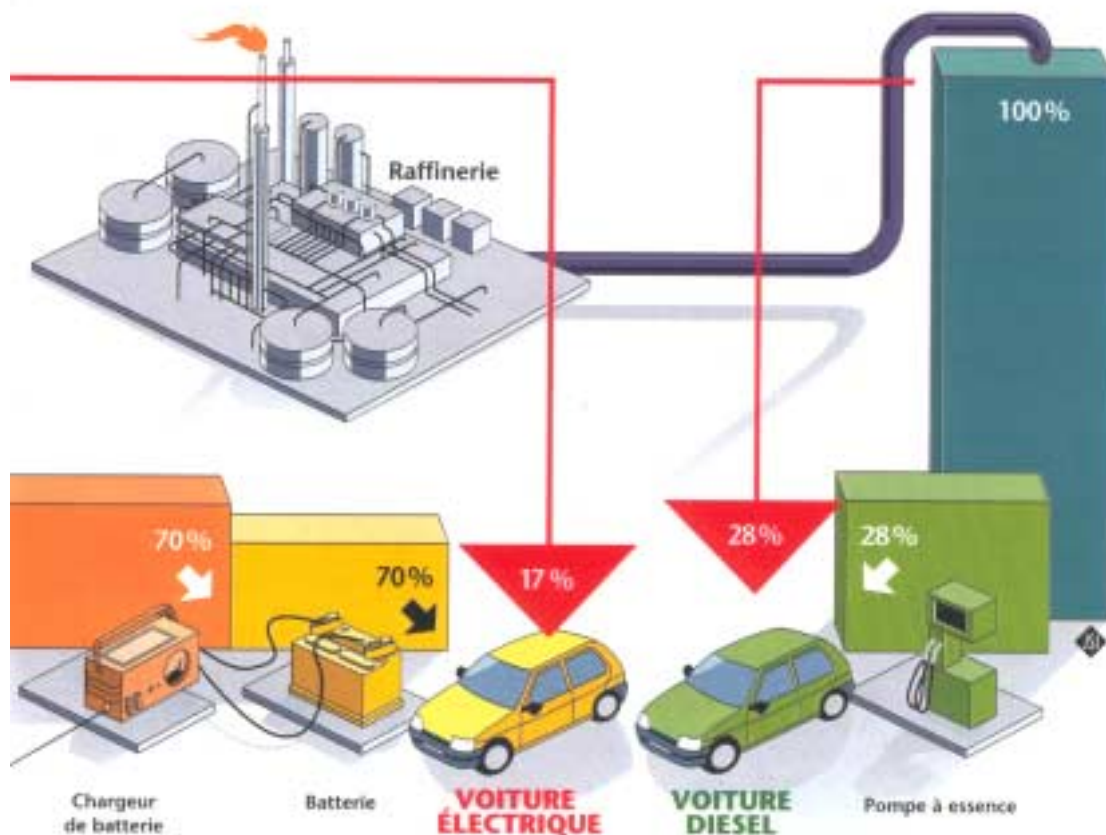 100%
Raffinerie
70%
70%
17%
28%
28%
Chargeur
de batterie
Batterie
VOITURE
ÉLECTRIQUE
VOITURE
DIESEL
Pompe à essence